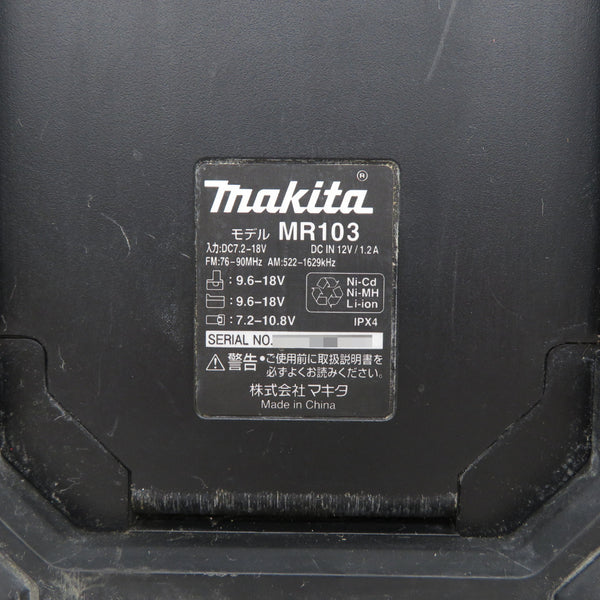 makita®
モデル MR103
入力:DC7.2-18V DC IN 12V / 1.2 A
FM:76-90MHz AM:522-1629kHz
: 9.6-18V
: 9.6-18V
: 7.2-10.8V
Ni-Cd
Ni-MH
Li-ion
IPX4
SERIAL NO.
警告 •ご使用前に取扱説明書を
必ずよくお読みください。
株式会社 マキタ
Made in China